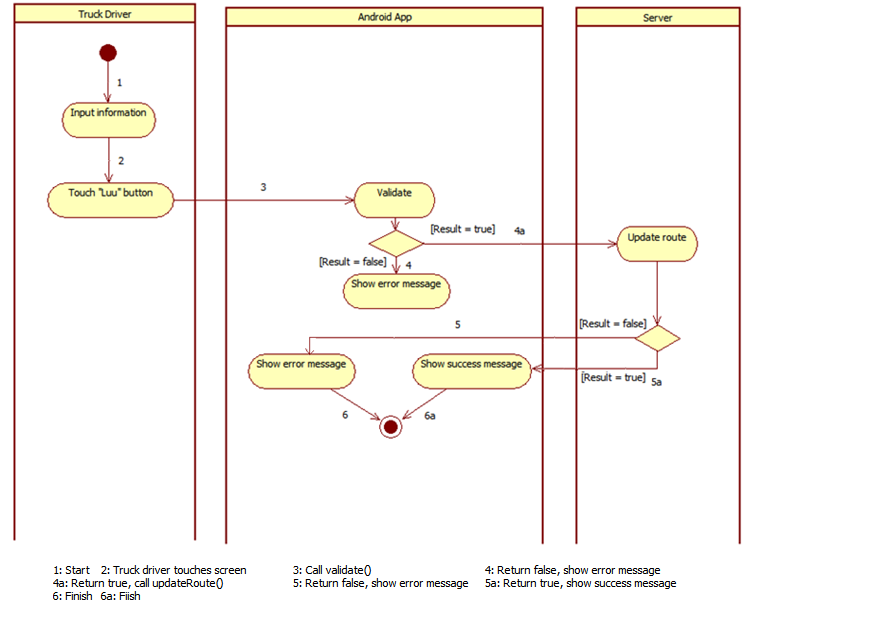 Truck Driver
Android App
Server
1
Input information
2
Touch "Luu" button
3
Validate
[Result = true] 4a
Update route
[Result = false] 4
Show error message
5
[Result = false]
Show error message
Show success message
[Result = true] 5a
6
6a
1: Start 2: Truck driver touches screen 3: Call validate() 4: Return false, show error message
4a: Return true, call updateRoute() 5: Return false, show error message 5a: Return true, show success message
6: Finish 6a: Fiish